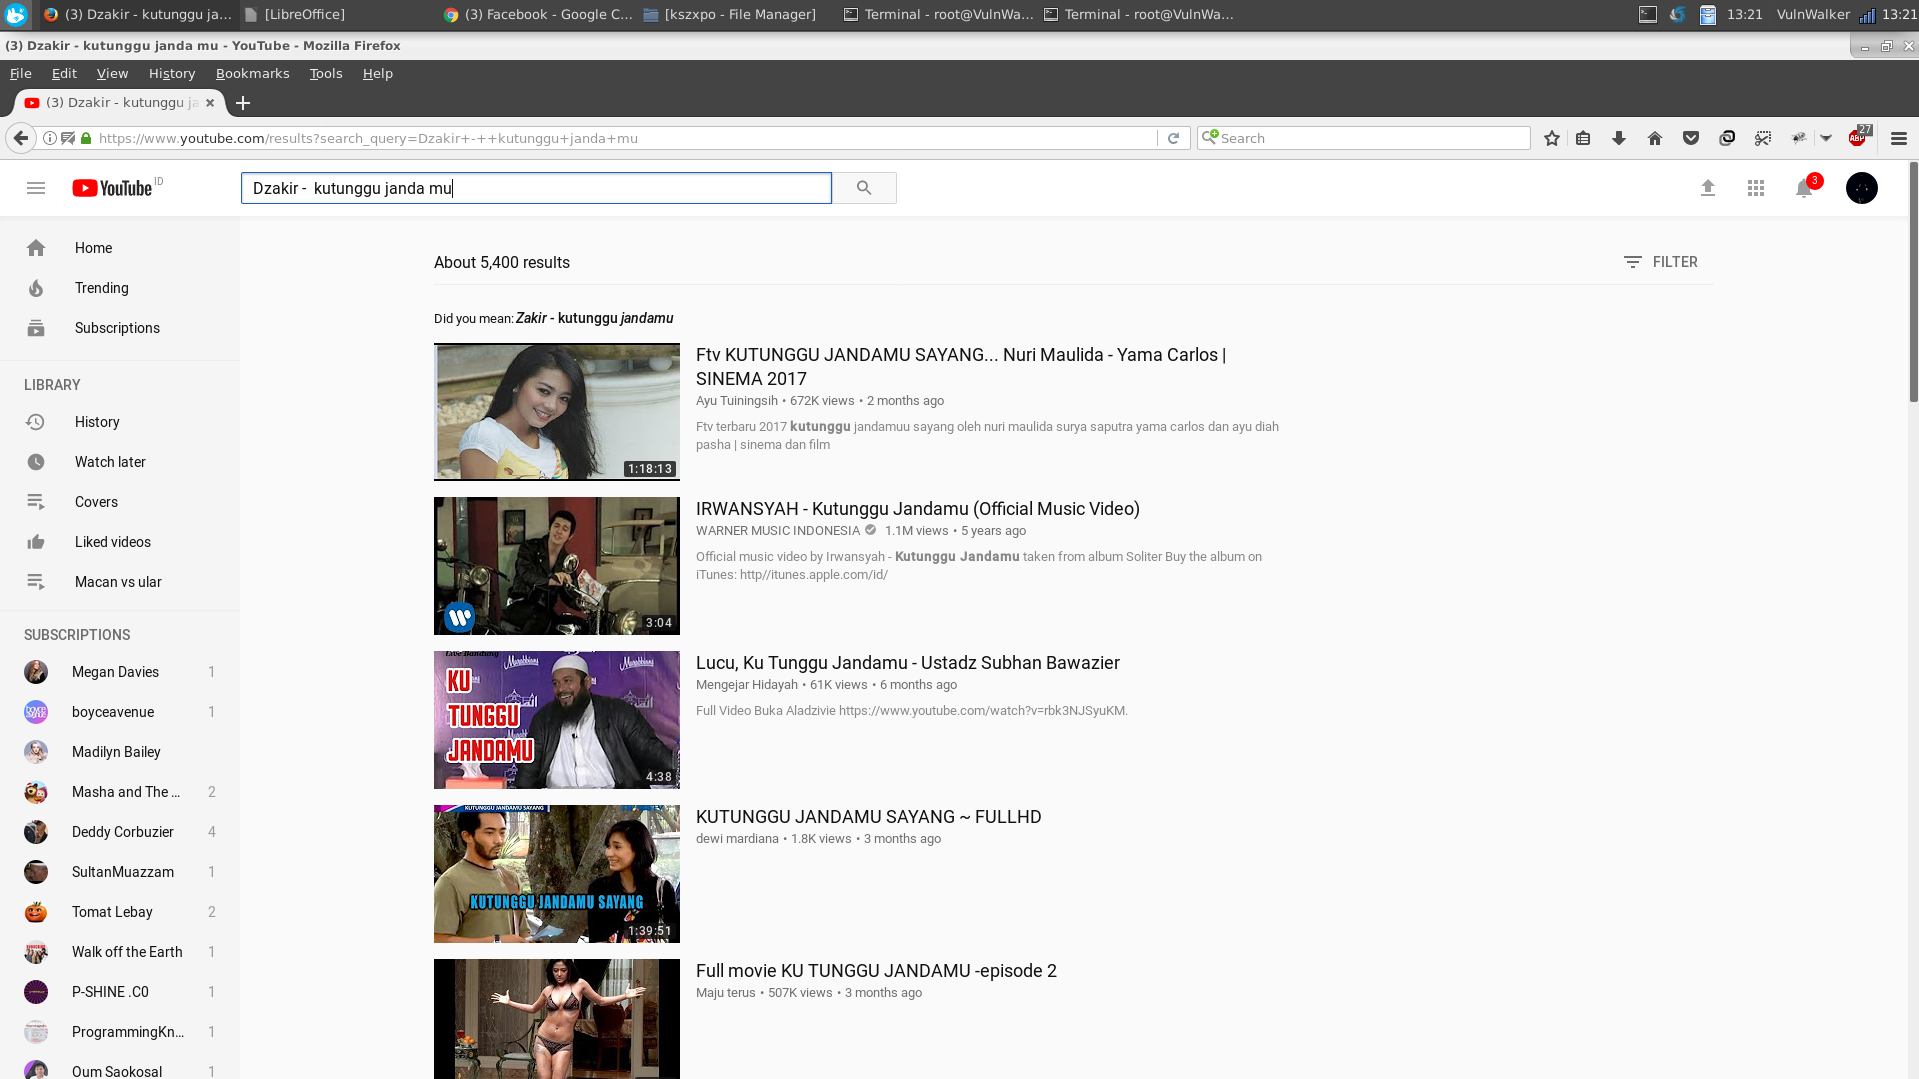 (3) Dzakir - kutunggu ja...
[LibreOffice]
(3) Facebook - Google C...
[kszxpo - File Manager]
Terminal - root@VulnWa...
Terminal - root@VulnWa...
13:21
VulnWalker
13:21
(3) Dzakir - kutunggu janda mu - YouTube - Mozilla Firefox
File Edit View History Bookmarks Tools Help
(3) Dzakir - kutunggu ja
https://www.youtube.com/results?search_query=Dzakir+-++kutunggu+janda+mu
Search
ABP
27
YouTube ID
Dzakir -  kutunggu janda mu
3
Home
Trending
Subscriptions
LIBRARY
History
Watch later
Covers
Liked videos
Macan vs ular
SUBSCRIPTIONS
Megan Davies 1
boyceavenue 1
Madilyn Bailey
Masha and The ... 2
Deddy Corbuzier 4
SultanMuazzam 1
Tomat Lebay 2
Walk off the Earth 1
P-SHINE .C0 1
ProgrammingKn... 1
Oum Saokosal 1
About 5,400 results
FILTER
Did you mean: Zakir - kutunggu jandamu
1:18:13
Ftv KUTUNGGU JANDAMU SAYANG... Nuri Maulida - Yama Carlos |
SINEMA 2017
Ayu Tuiningsih • 672K views • 2 months ago
Ftv terbaru 2017 kutunggu jandamuu sayang oleh nuri maulida surya saputra yama carlos dan ayu diah
pasha | sinema dan film
W
3:04
IRWANSYAH - Kutunggu Jandamu (Official Music Video)
WARNER MUSIC INDONESIA 1.1M views • 5 years ago
Official music video by Irwansyah - Kutunggu Jandamu taken from album Soliter Buy the album on
iTunes: http//itunes.apple.com/id/
Live Bandung
KU
TUNGGU
JANDAMU
4:38
Lucu, Ku Tunggu Jandamu - Ustadz Subhan Bawazier
Mengejar Hidayah • 61K views • 6 months ago
Full Video Buka Aladzivie https://www.youtube.com/watch?v=rbk3NJSyuKM.
KUTUNGGU JANDAMU SAYANG
KUTUNGGU JANDAMU SAYANG
1:39:51
KUTUNGGU JANDAMU SAYANG ~ FULLHD
dewi mardiana • 1.8K views • 3 months ago
Full movie KU TUNGGU JANDAMU -episode 2
Maju terus • 507K views • 3 months ago